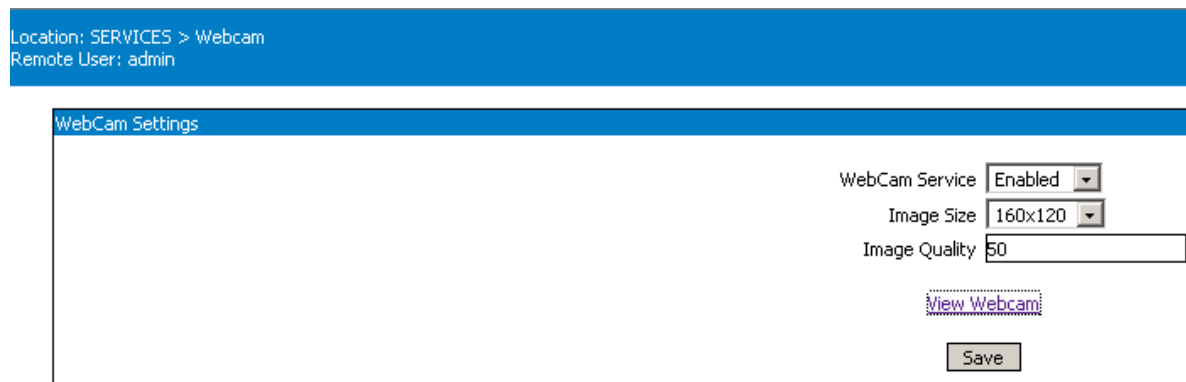 Location: SERVICES > Webcam
Remote User: admin
WebCam Settings
WebCam Service Enabled
Image Size 160x120
Image Quality 50
View Webcam
Save